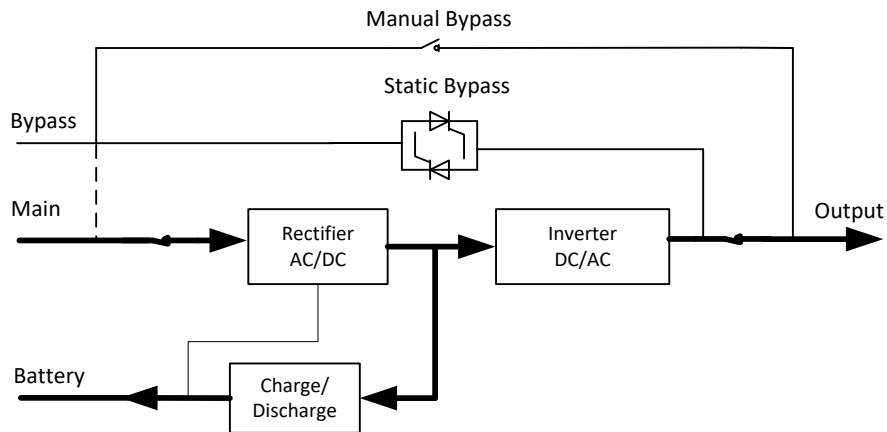 Manual Bypass
Static Bypass
Bypass
Main
Rectifier
AC/DC
Inverter
DC/AC
Output
Battery
Charge/
Discharge